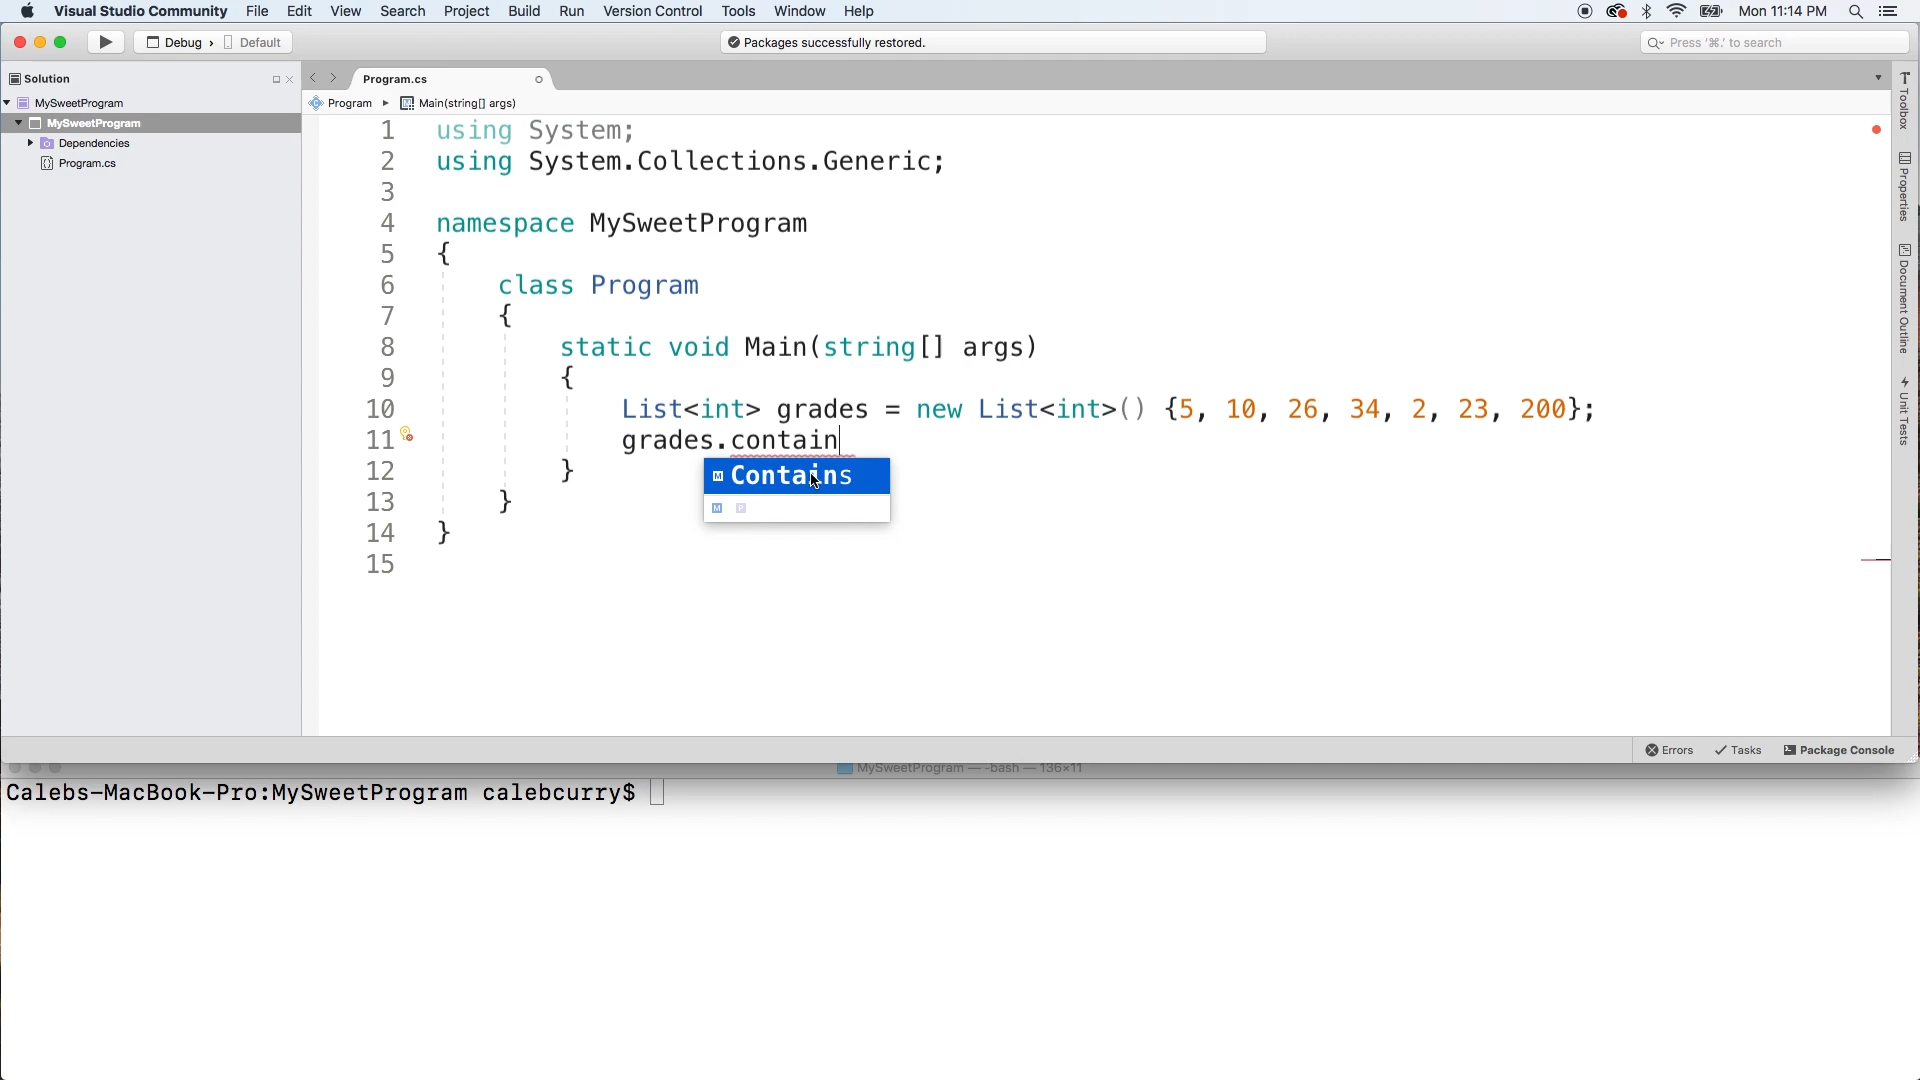 Visual Studio Community File Edit View Search Project Build Run Version Control Tools Window Help Mon 11:14 PM
Debug › Default Packages successfully restored. Press '⌘.' to search
Solution
MySweetProgram
MySweetProgram
Dependencies
Program.cs
Program.cs
Program ▸ Main(string[] args)
1 using System;
2 using System.Collections.Generic;
3
4 namespace MySweetProgram
5 {
6 class Program
7 {
8 static void Main(string[] args)
9 {
10 List<int> grades = new List<int>() {5, 10, 26, 34, 2, 23, 200};
11 grades.contain
12 }
13 }
14 }
15
M Contains
M P
Toolbox
Properties
Document Outline
Unit Tests
Errors Tasks Package Console
MySweetProgram — -bash — 136×11
Calebs-MacBook-Pro:MySweetProgram calebcurry$